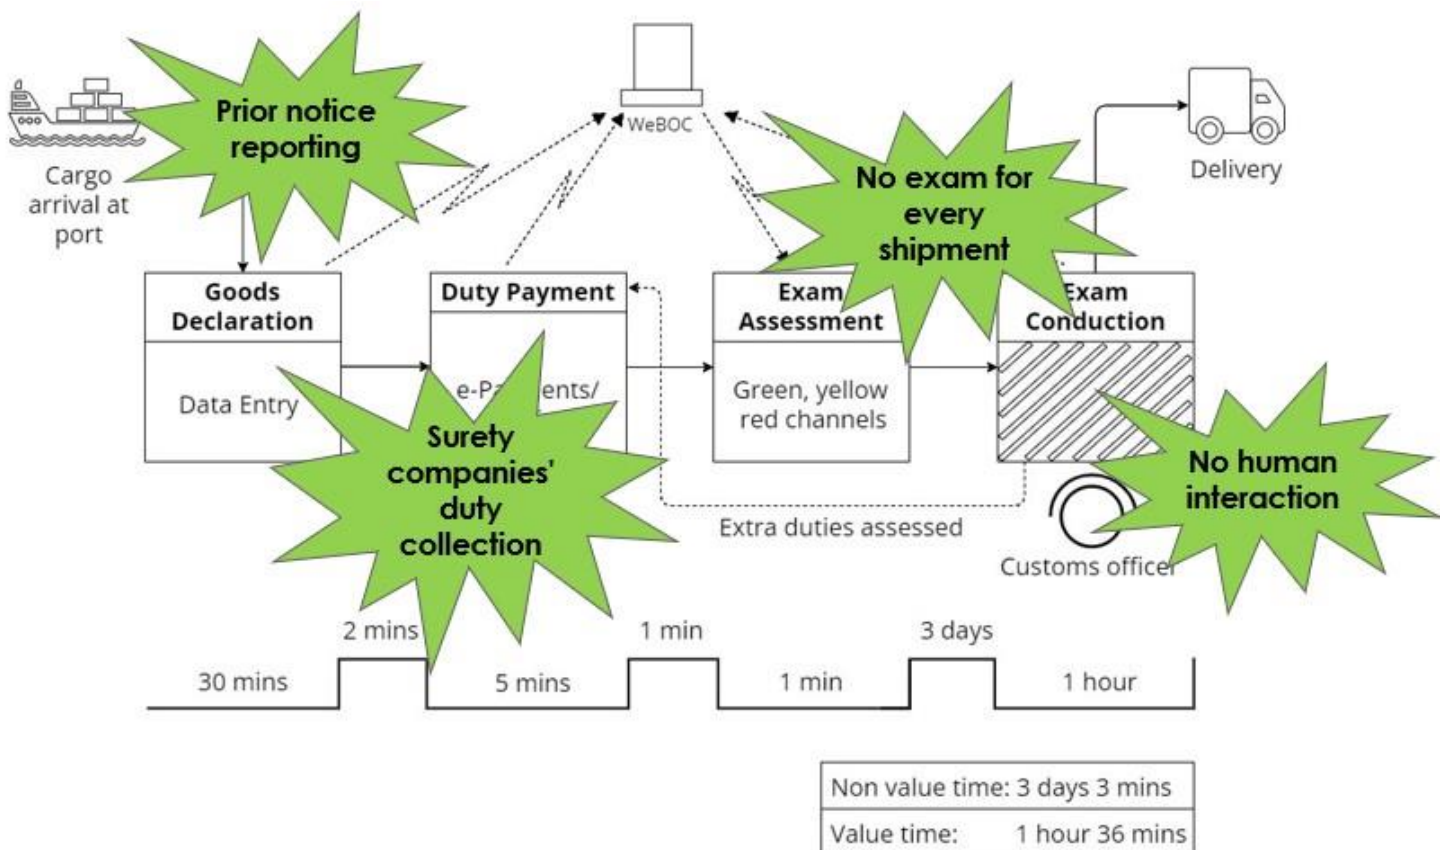 Prior notice
reporting
WeBOC
Cargo
arrival at
port
No exam for
every
shipment
Delivery
Goods
Declaration
Data Entry
Duty Payment
Surety
companies'
duty
collection
Exam
Assessment
Green, yellow
red channels
Exam
Conduction
No human
interaction
Extra duties assessed
Customs officer
2 mins
1 min
3 days
30 mins
5 mins
1 min
1 hour
Non value time: 3 days 3 mins
Value time: 1 hour 36 mins